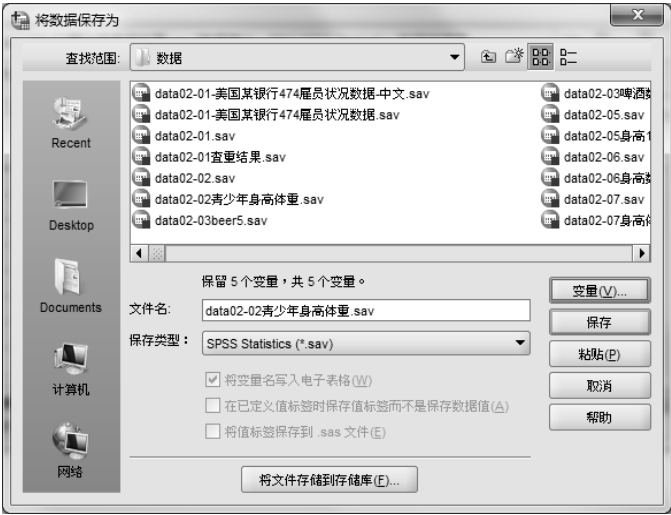 将数据保存为
查找范围: 数据
Recent
Desktop
Documents
计算机
网络
data02-01-美国某银行474雇员状况数据-中文.sav
data02-01-美国某银行474雇员状况数据.sav
data02-01.sav
data02-01查重结果.sav
data02-02.sav
data02-02青少年身高体重.sav
data02-03beer5.sav
data02-03啤酒数
data02-05.sav
data02-05身高1
data02-06.sav
data02-06身高数
data02-07.sav
data02-07身高体
保留 5 个变量，共 5 个变量。
文件名: data02-02青少年身高体重.sav
保存类型： SPSS Statistics (*.sav)
将变量名写入电子表格(W)
在已定义值标签时保存值标签而不是保存数据值(A)
将值标签保存到 .sas 文件(E)
变量(V)...
保存
粘贴(P)
取消
帮助
将文件存储到存储库(F)...